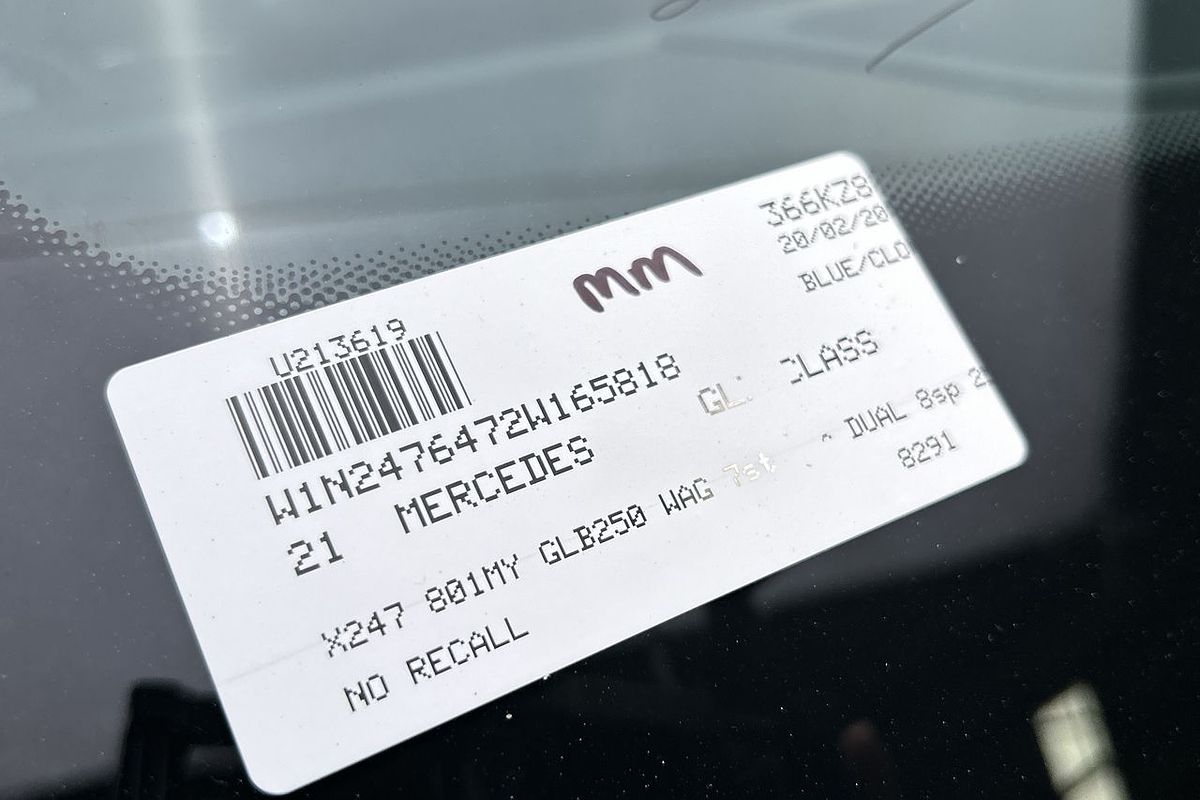 366KZ8
20/02/20
BLUE/CLO
mm
U213619
W1N2476472W165818
21 MERCEDES GL CLASS
X247 801MY GLB250 WAG 7st DUAL 8sp
8291
NO RECALL